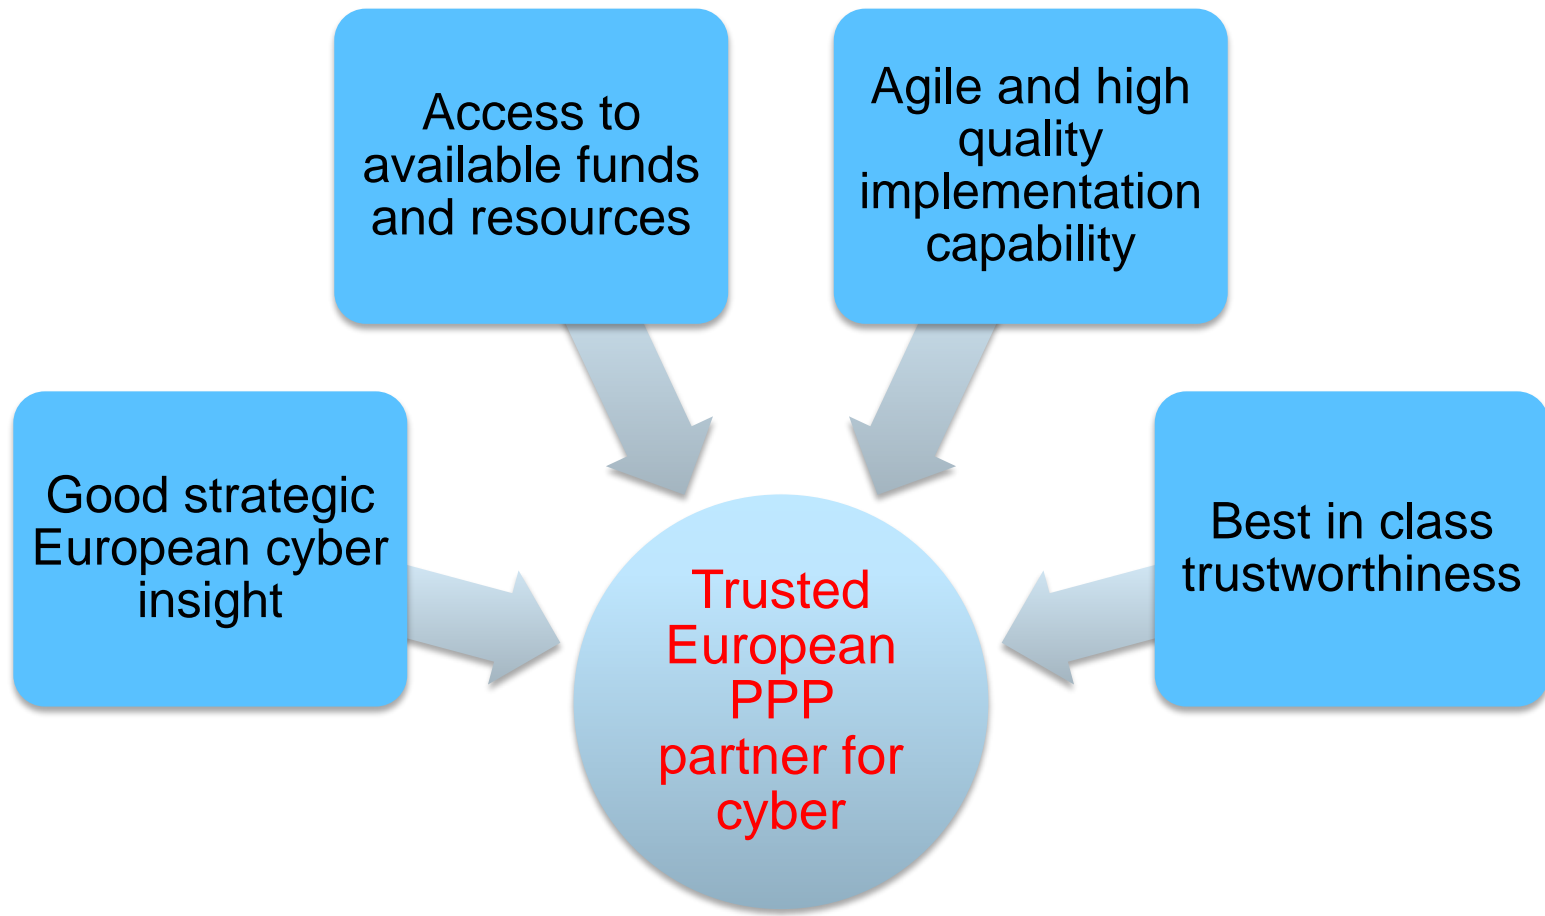 Access to
available funds
and resources
Agile and high
quality
implementation
capability
Good strategic
European cyber
insight
Best in class
trustworthiness
Trusted
European
PPP
partner for
cyber